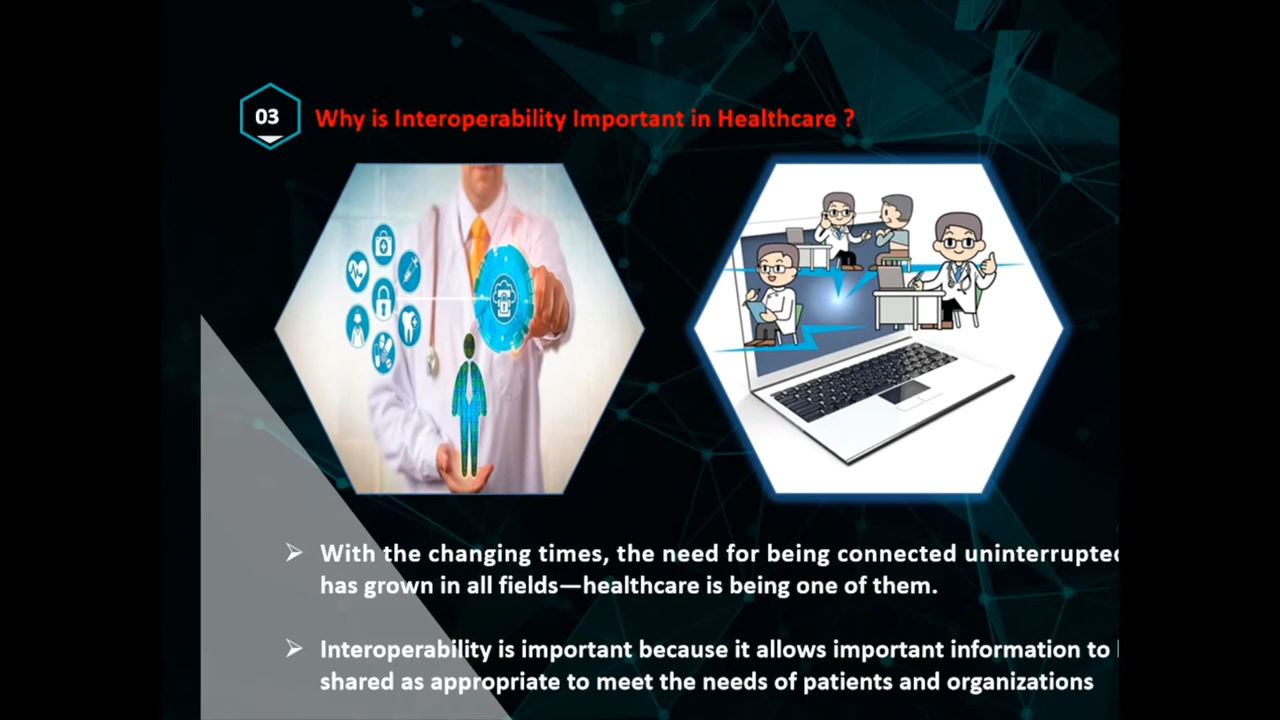 03
Why is Interoperability Important in Healthcare ?
➢ With the changing times, the need for being connected
has grown in all fields—healthcare is being one of them.
➢ Interoperability is important because it allows important information to
shared as appropriate to meet the needs of patients and organizations